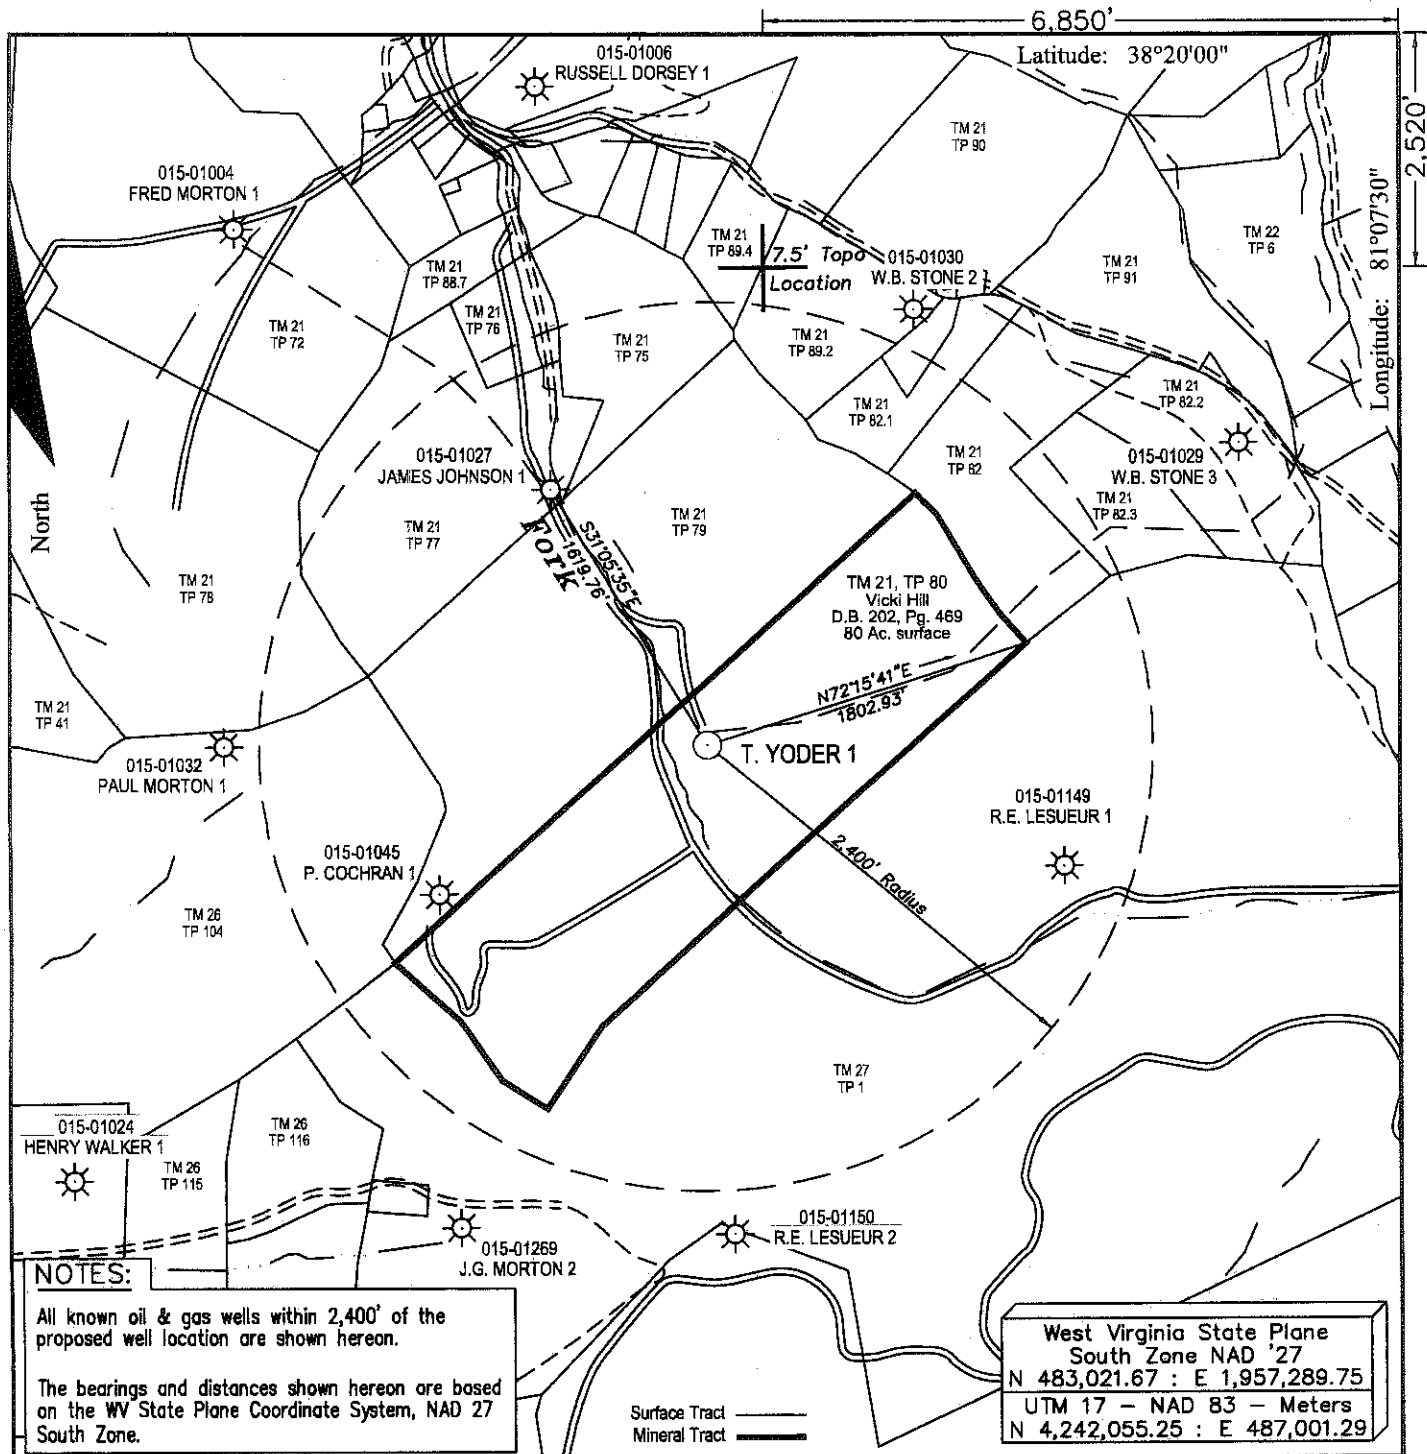 6,850'
015-01006
RUSSELL DORSEY 1
Latitude: 38°20'00"
2,520'
TM 21
TP 90
015-01004
FRED MORTON 1
Longitude: 81°07'30"
TM 21
TP 89.4
7.5' Topo
Location
015-01030
W.B. STONE 2
TM 21
TP 91
TM 22
TP 6
TM 21
TP 88.7
TM 21
TP 76
TM 21
TP 72
TM 21
TP 75
TM 21
TP 89.2
TM 21
TP 82.2
TM 21
TP 82.1
015-01027
JAMES JOHNSON 1
TM 21
TP 82
015-01029
W.B. STONE 3
North
TM 21
TP 77
Fork
S31°05'35"E
1619.76'
TM 21
TP 79
TM 21
TP 82.3
TM 21
TP 78
TM 21, TP 80
Vicki Hill
D.B. 202, Pg. 469
80 Ac. surface
N72°15'41"E
1802.93'
TM 21
TP 41
T. YODER 1
015-01032
PAUL MORTON 1
015-01149
R.E. LESUEUR 1
015-01045
P. COCHRAN 1
2,400' Radius
TM 26
TP 104
TM 27
TP 1
015-01024
HENRY WALKER 1
TM 26
TP 116
TM 26
TP 115
015-01150
R.E. LESUEUR 2
015-01269
J.G. MORTON 2
NOTES:
All known oil & gas wells within 2,400' of the
proposed well location are shown hereon.
The bearings and distances shown hereon are based
on the WV State Plane Coordinate System, NAD 27
South Zone.
Surface Tract
Mineral Tract
West Virginia State Plane
South Zone NAD '27
N 483,021.67 : E 1,957,289.75
UTM 17 - NAD 83 - Meters
N 4,242,055.25 : E 487,001.29